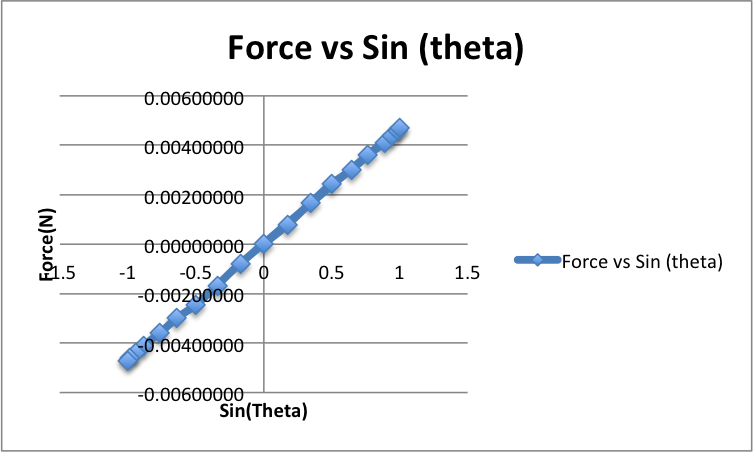 Force vs Sin (theta)
0.00600000
0.00400000
0.00200000
0.00000000
-0.00200000
-0.00400000
-0.00600000
Force(N)
-1.5 -1 -0.5 0 0.5 1 1.5
Sin(Theta)
Force vs Sin (theta)